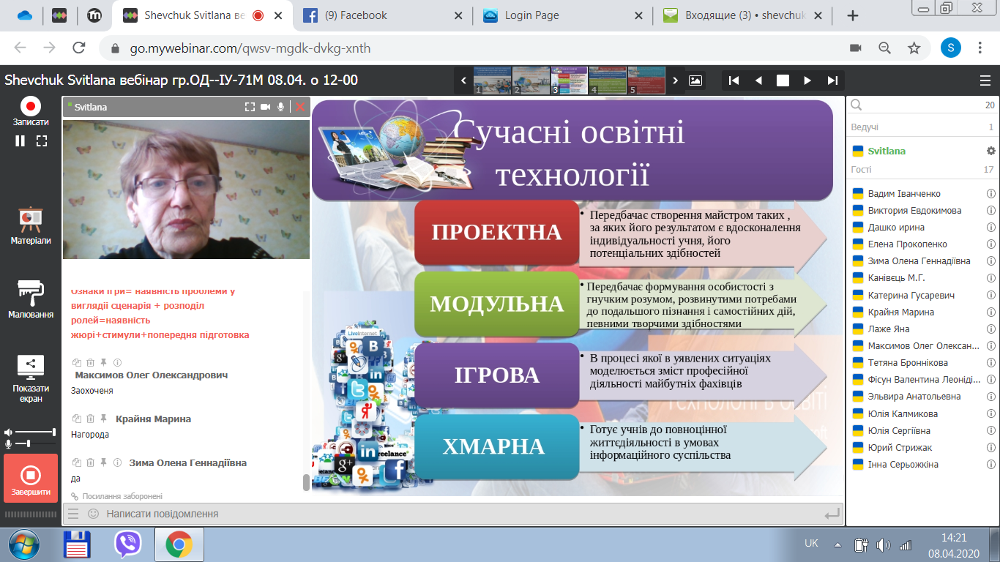 Shevchuk Svitlana ве
(9) Facebook
Login Page
Входящие (3) • shevchuk
go.mywebinar.com/qwsv-mgdk-dvkg-xnth
S
Shevchuk Svitlana вебінар гр.ОД--ІУ-71М 08.04. о 12-00
1
2
3
4
5
Записати
Матеріали
Малювання
Показати
екран
Завершити
Svitlana
Ознаки ігри= наявність проблеми у
вигляді сценарія + розподіл
ролей=наявність
жюрі+стимули+попередня підготовка
Максимов Олег Олександрович
Заохоченя
Крайня Марина
Нагорода
Зима Олена Геннадіївна
да
Посилання заборонені
Написати повідомлення
Сучасні освітні
технології
ПРОЕКТНА
• Передбачає створення майстром таких ,
за яких його результатом є вдосконалення
індивідуальності учня, його
потенціальних здібностей
МОДУЛЬНА
• Передбачає формування особистості з
гнучким розумом, розвинутими потребами
до подальшого пізнання і самостійних дій,
певними творчими здібностями
ІГРОВА
• В процесі якої в уявлених ситуаціях
моделюється зміст професійної
діяльності майбутніх фахівців
ХМАРНА
• Готує учнів до повноцінної
життєдіяльності в умовах
інформаційного суспільства
LiveInternet
20
Ведучі 1
Svitlana
Гості 17
Вадим Іванченко
Виктория Евдокимова
Дашко ирина
Елена Прокопенко
Зима Олена Геннадіївна
Канівець М.Г.
Катерина Гусаревич
Крайня Марина
Лаже Яна
Максимов Олег Олексан...
Тетяна Броннікова
Фісун Валентина Леоніді...
Эльвира Анатольевна
Юлія Калмикова
Юлія Сергіївна
Юрий Стрижак
Інна Серьожкіна
UK
14:21
08.04.2020